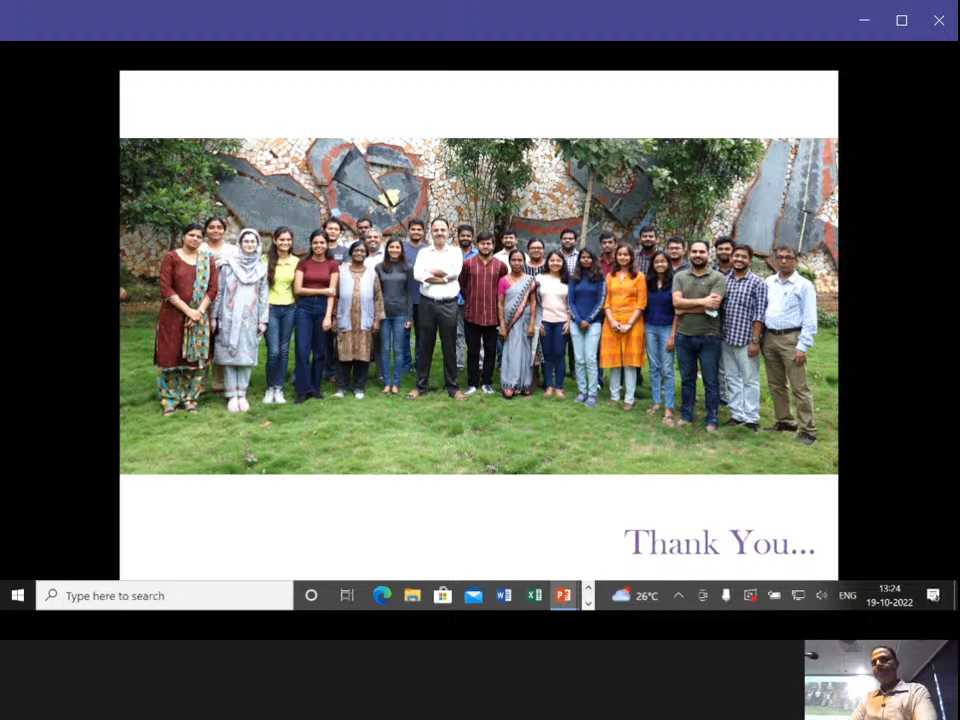 Thank You...
Type here to search
26°C
ENG
13:24
19-10-2022